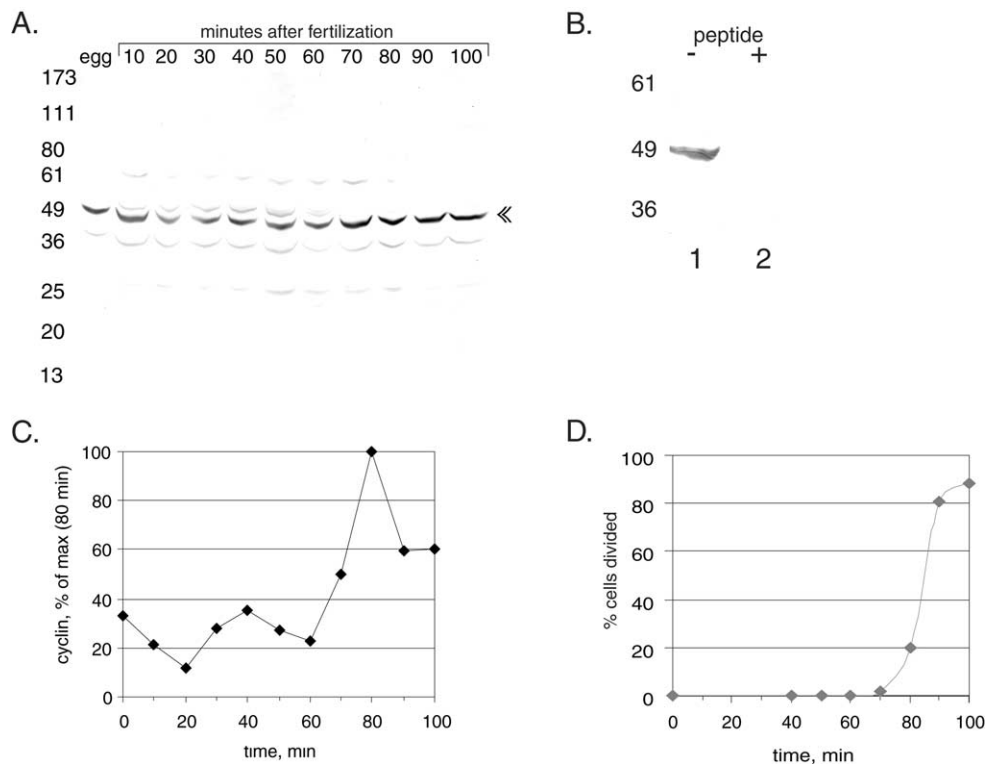 A.
minutes after fertilization
egg 10 20 30 40 50 60 70 80 90 100
173
111
80
61
49
36
25
20
13
B.
peptide
- +
61
49
36
1 2
C.
cyclin, % of max (80 min)
100
80
60
40
20
0
0 20 40 60 80 100
time, min
D.
% cells divided
100
80
60
40
20
0
0 20 40 60 80 100
time, min